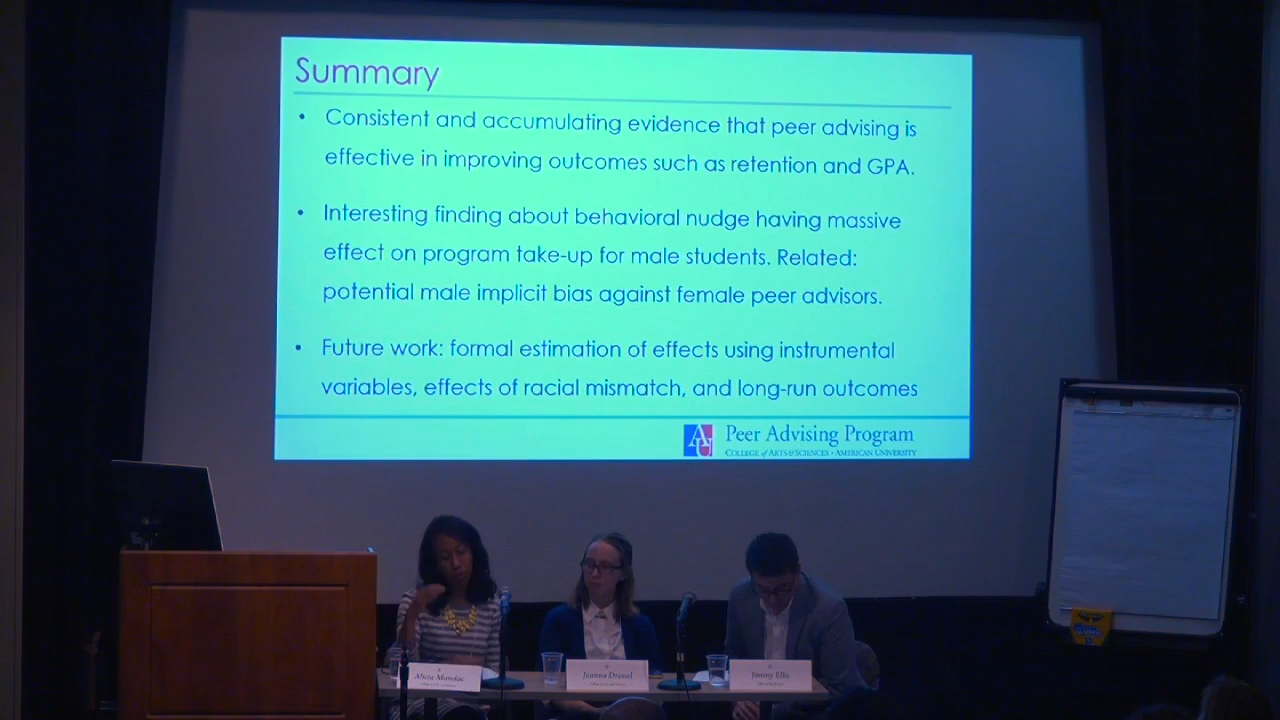 Summary
• Consistent and accumulating evidence that peer advising is
effective in improving outcomes such as retention and GPA.
• Interesting finding about behavioral nudge having massive
effect on program take-up for male students. Related:
potential male implicit bias against female peer advisors.
• Future work: formal estimation of effects using instrumental
variables, effects of racial mismatch, and long-run outcomes
AU
Peer Advising Program
COLLEGE of ARTS & SCIENCES • AMERICAN UNIVERSITY
Joanna Dressel
Jimmy Ellis